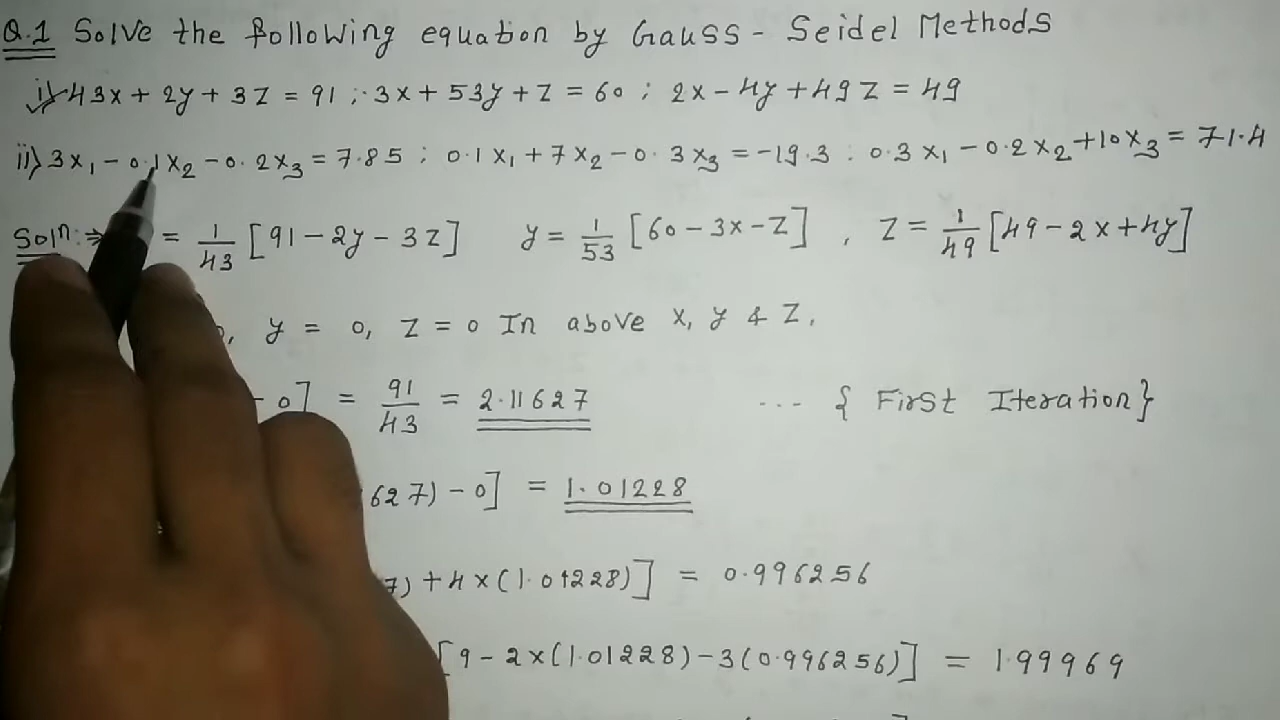 Q.1 Solve the following equation by Gauss - Seidel Methods
i) 43x + 2y + 3z = 91 ; 3x + 53y + z = 60 ; 2x - 4y + 49z = 49
ii) 3x₁ - 0.1x₂ - 0.2x₃ = 7.85 ; 0.1x₁ + 7x₂ - 0.3x₃ = -19.3 : 0.3x₁ - 0.2x₂ + 10x₃ = 71.4
Solⁿ :⇒ = 1/43 [91 - 2y - 3z] y = 1/53 [60 - 3x - z] , z = 1/49 [49 - 2x + 4y]
, y = 0, z = 0 In above x, y & z.
- 0] = 91/43 = 2.11627 ... { First Iteration }
627) - 0] = 1.01228
7) + 4 × (1.01228)] = 0.996256
[9 - 2×(1.01228) - 3(0.996256)] = 1.99969